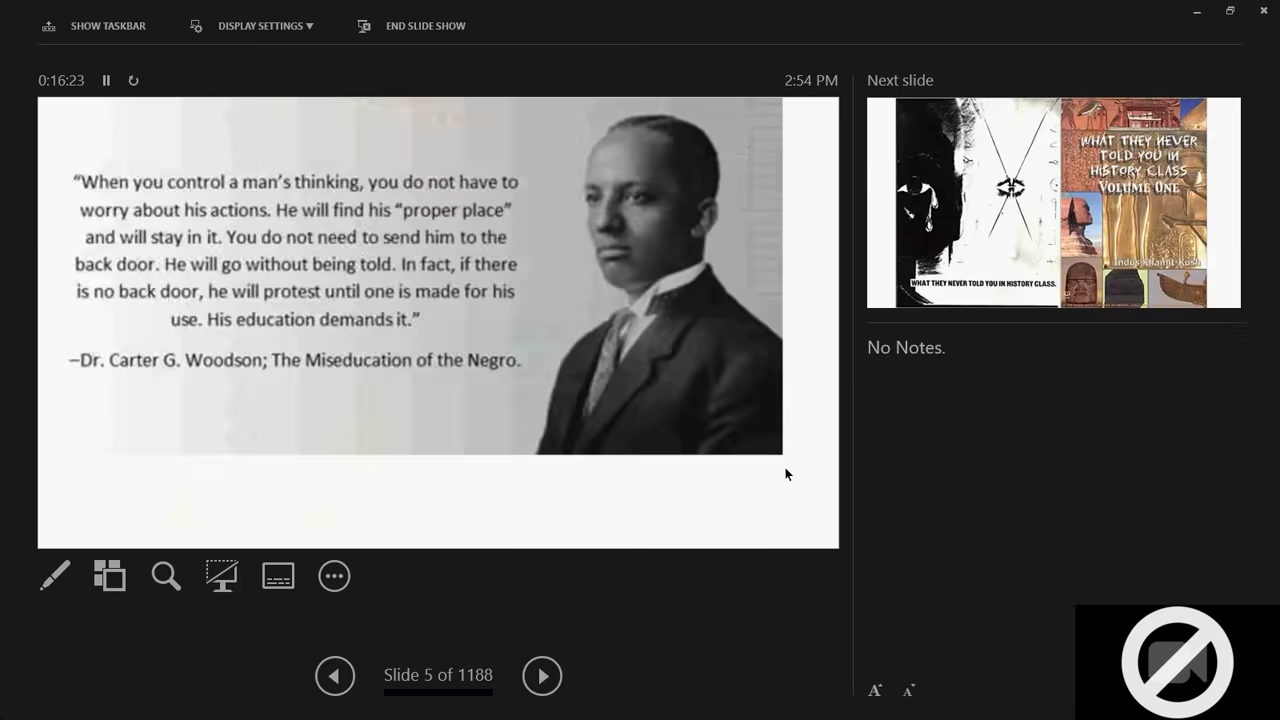 SHOW TASKBAR
DISPLAY SETTINGS ▼
END SLIDE SHOW
0:16:23
2:54 PM
“When you control a man’s thinking, you do not have to
worry about his actions. He will find his “proper place”
and will stay in it. You do not need to send him to the
back door. He will go without being told. In fact, if there
is no back door, he will protest until one is made for his
use. His education demands it.”
–Dr. Carter G. Woodson; The Miseducation of the Negro.
Slide 5 of 1188
Next slide
WHAT THEY NEVER TOLD YOU IN HISTORY CLASS.
WHAT THEY NEVER
TOLD YOU IN
HISTORY CLASS
VOLUME ONE
Indus Khamit-Kush
No Notes.
A
A